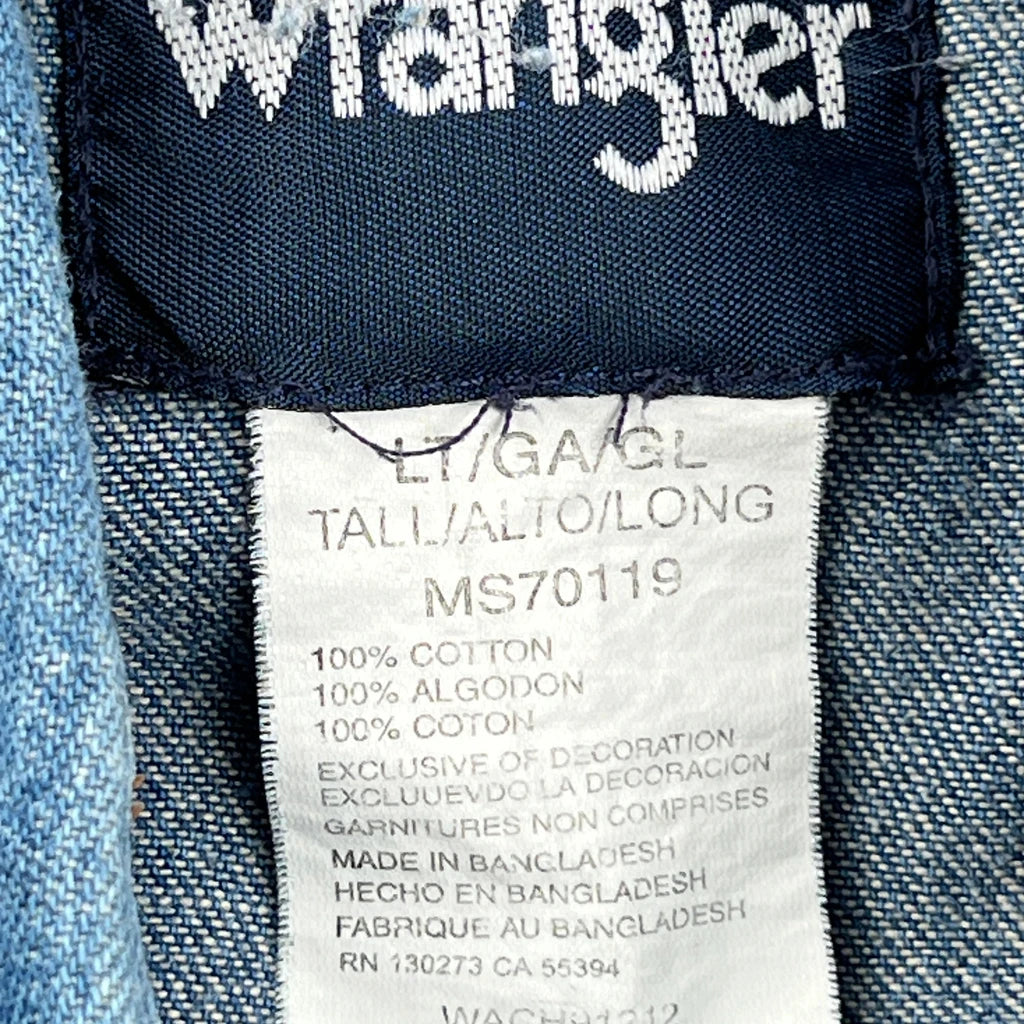 Wrangler
LT/GA/GL
TALL/ALTO/LONG
MS70119
100% COTTON
100% ALGODON
100% COTON
EXCLUSIVE OF DECORATION
EXCLUUEVDO LA DECORACION
GARNITURES NON COMPRISES
MADE IN BANGLADESH
HECHO EN BANGLADESH
FABRIQUE AU BANGLADESH
RN 130273 CA 55394